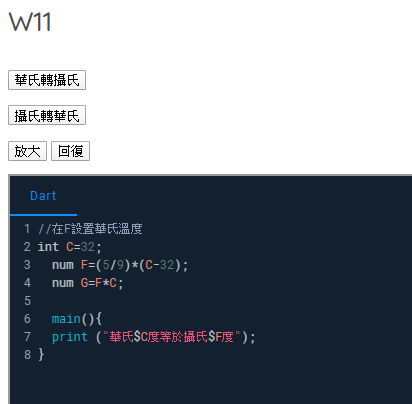 W11
華氏轉攝氏
攝氏轉華氏
放大 回復
Dart
1 //在F設置華氏溫度
2 int C=32;
3 num F=(5/9)*(C-32);
4 num G=F*C;
5
6 main(){
7 print ("華氏$C度等於攝氏$F度");
8 }